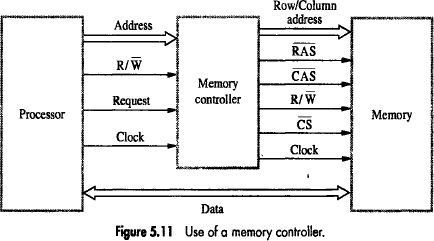 Row/Column
address
Address
RAS
R/W
CAS
Memory
controller
R/W
Processor
Request
Memory
CS
Clock
Clock
Data
Figure 5.11 Use of a memory controller.